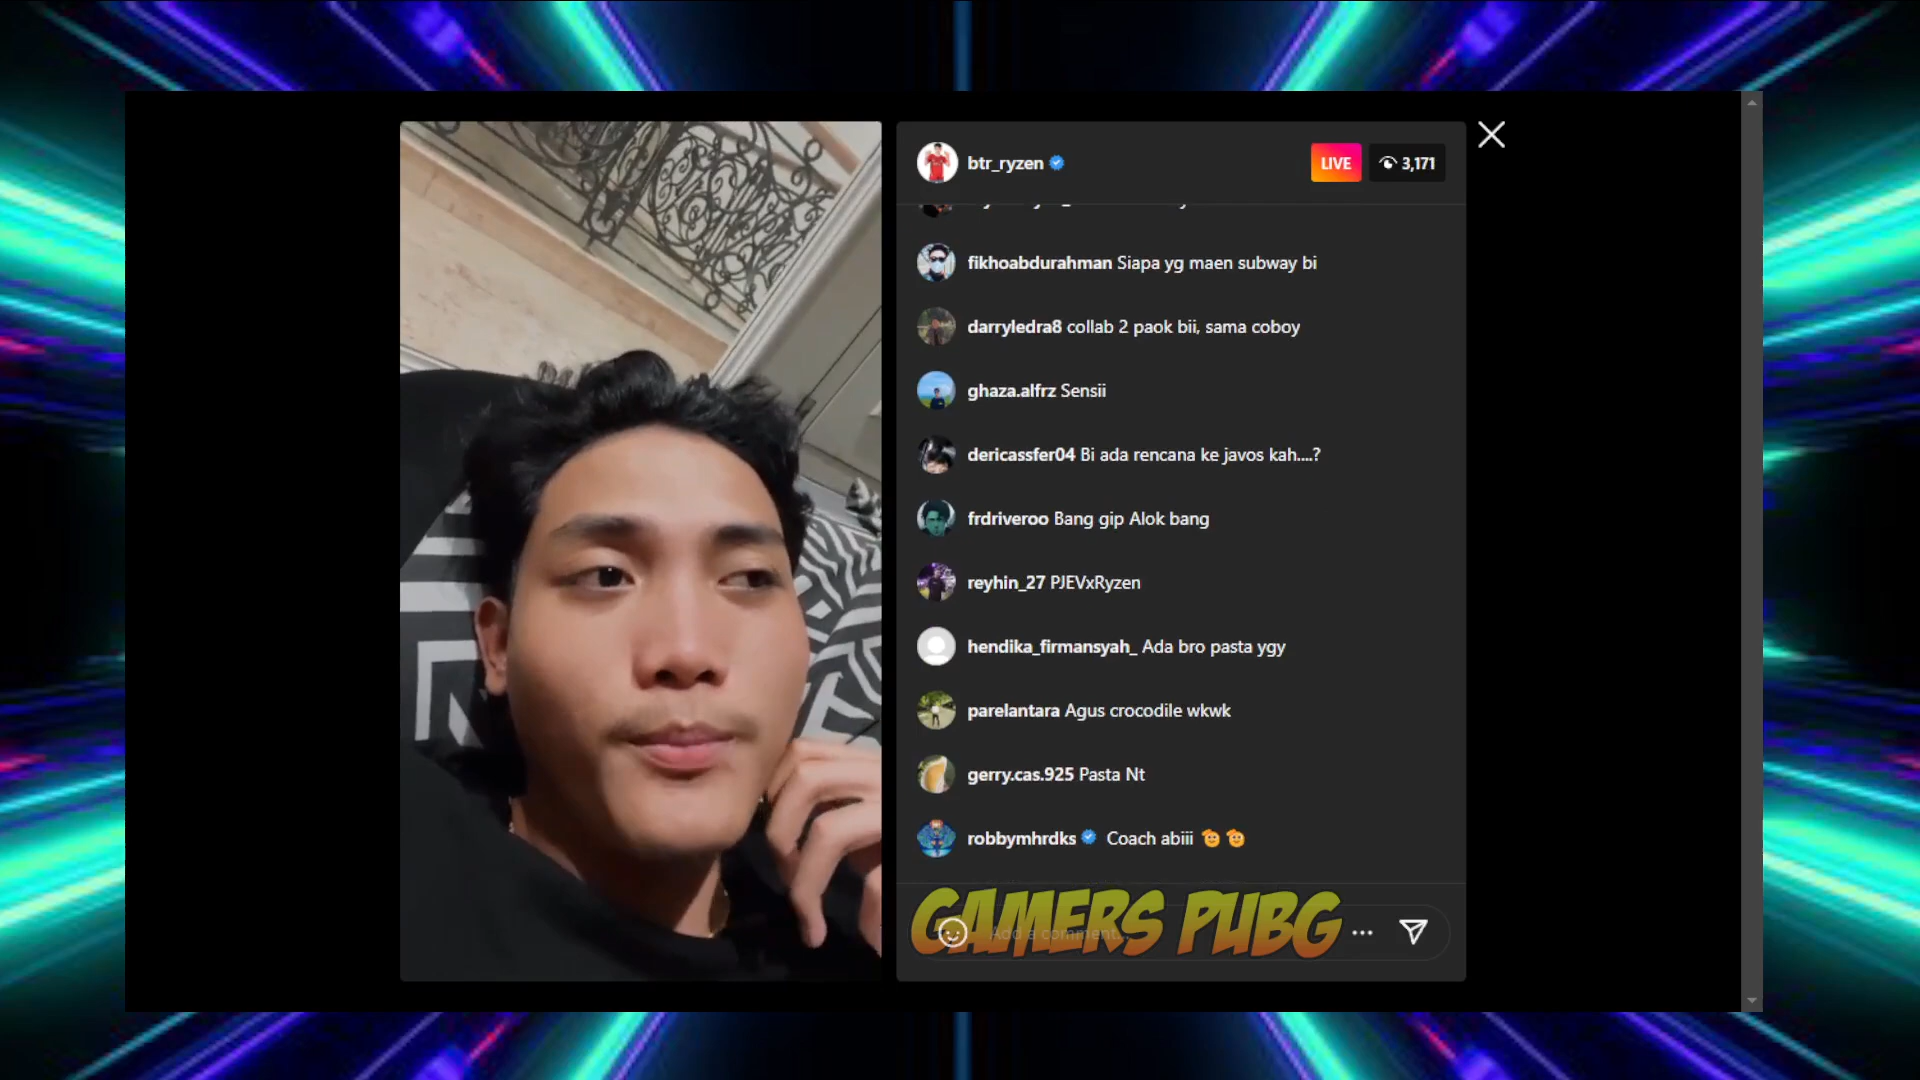 btr_ryzen
LIVE
3,171
fikhoabdurahman Siapa yg maen subway bi
darryledra8 collab 2 paok bii, sama coboy
ghaza.alfrz Sensii
dericassfer04 Bi ada rencana ke javos kah....?
frdriveroo Bang gip Alok bang
reyhin_27 PJEVxRyzen
hendika_firmansyah_ Ada bro pasta ygy
parelantara Agus crocodile wkwk
gerry.cas.925 Pasta Nt
robbymhrdks Coach abiii
GAMERS PUBG
Add a comment...